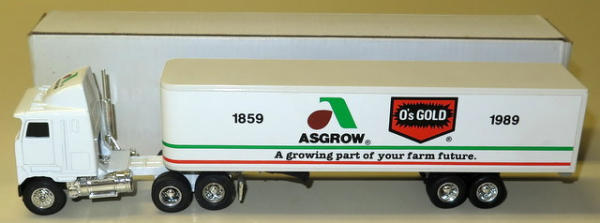 1859 ASGROW® O's GOLD® 1989
A growing part of your farm future.